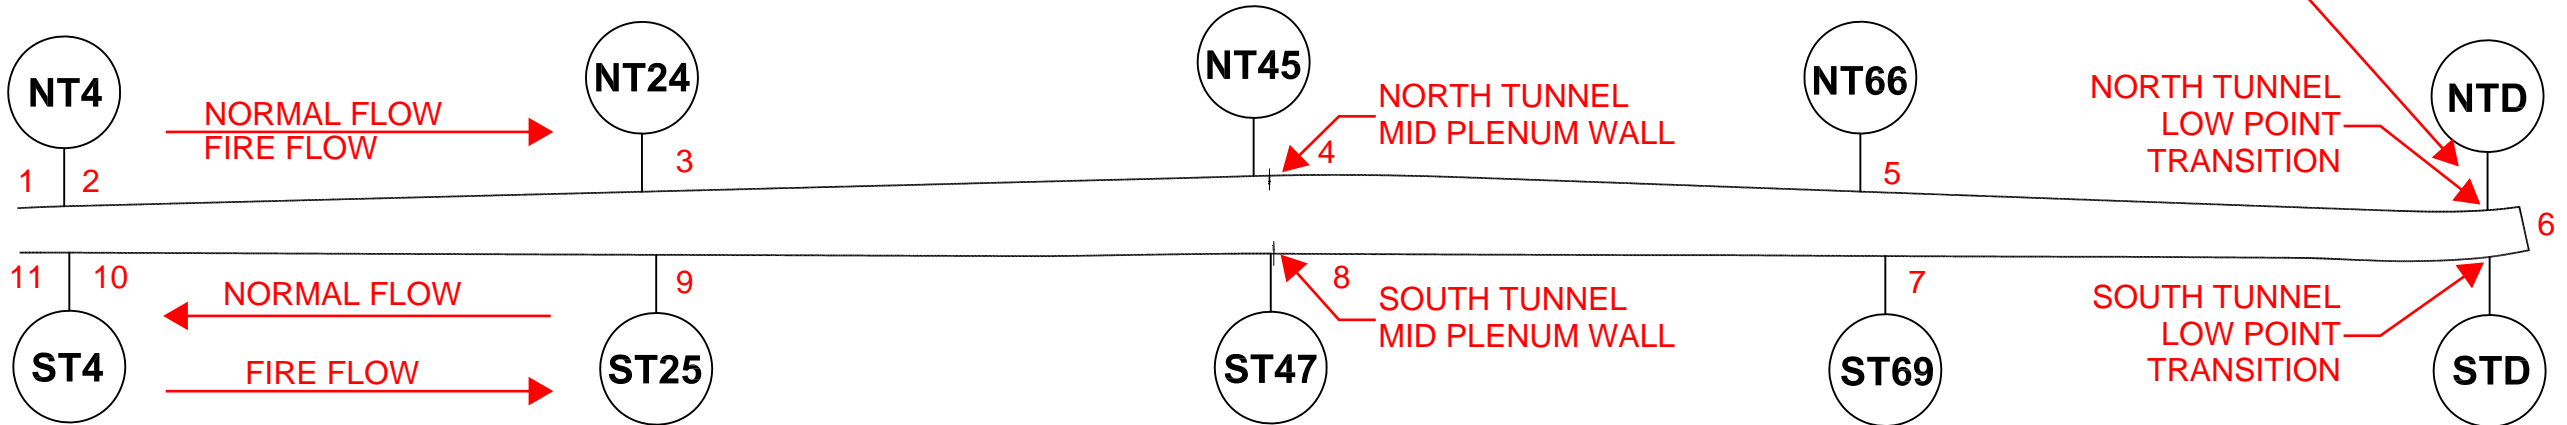 NT4
NT24
NT45
NT66
NTD
NORMAL FLOW
FIRE FLOW
NORTH TUNNEL
MID PLENUM WALL
NORTH TUNNEL
LOW POINT
TRANSITION
1
2
3
4
5
6
11
10
9
8
7
NORMAL FLOW
FIRE FLOW
SOUTH TUNNEL
MID PLENUM WALL
SOUTH TUNNEL
LOW POINT
TRANSITION
ST4
ST25
ST47
ST69
STD